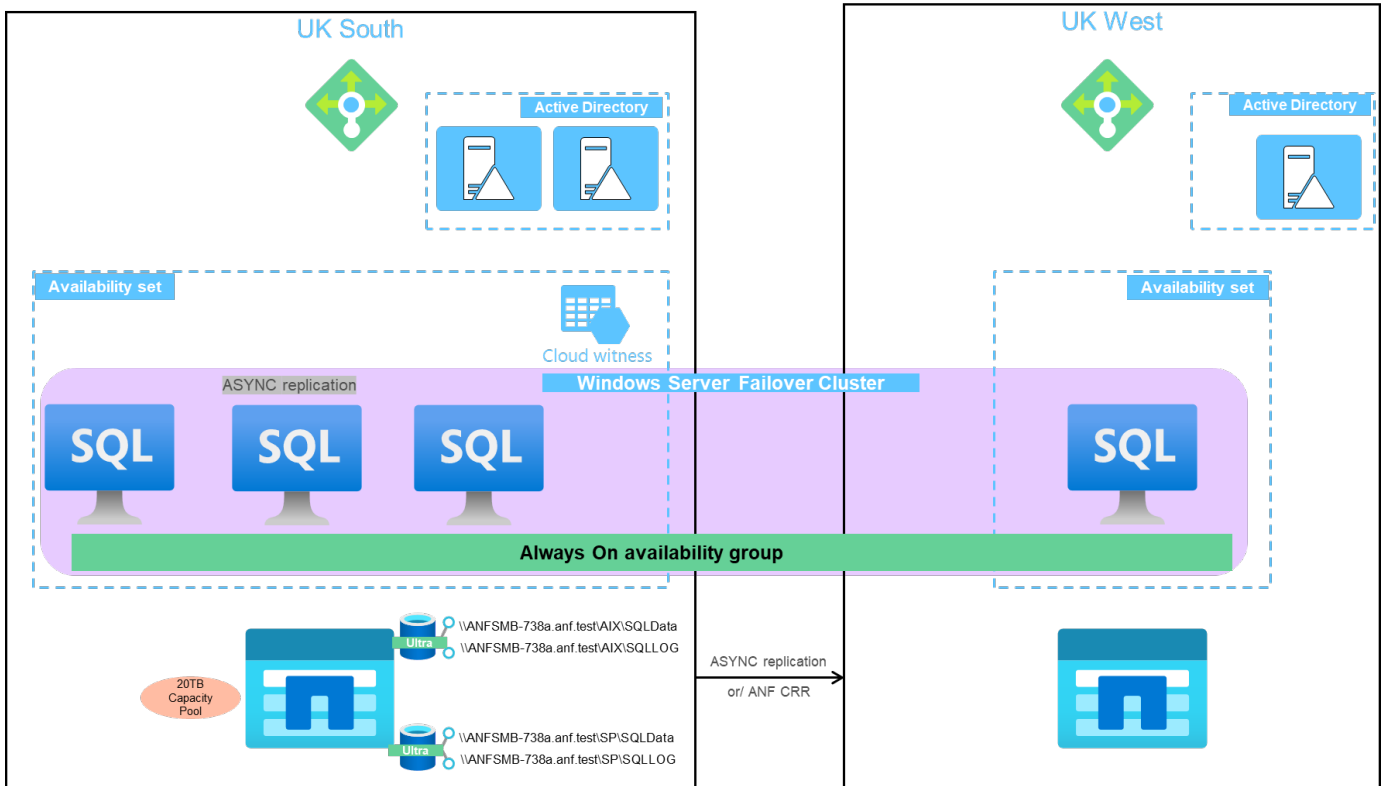 UK South
UK West
Active Directory
Active Directory
Availability set
Availability set
Cloud witness
ASYNC replication
Windows Server Failover Cluster
SQL
SQL
SQL
SQL
Always On availability group
Ultra
\\ANFSMB-738a.anf.test\AIX\SQLData
\\ANFSMB-738a.anf.test\AIX\SQLLOG
20TB
Capacity
Pool
ASYNC replication
or/ ANF CRR
Ultra
\\ANFSMB-738a.anf.test\SP\SQLData
\\ANFSMB-738a.anf.test\SP\SQLLOG